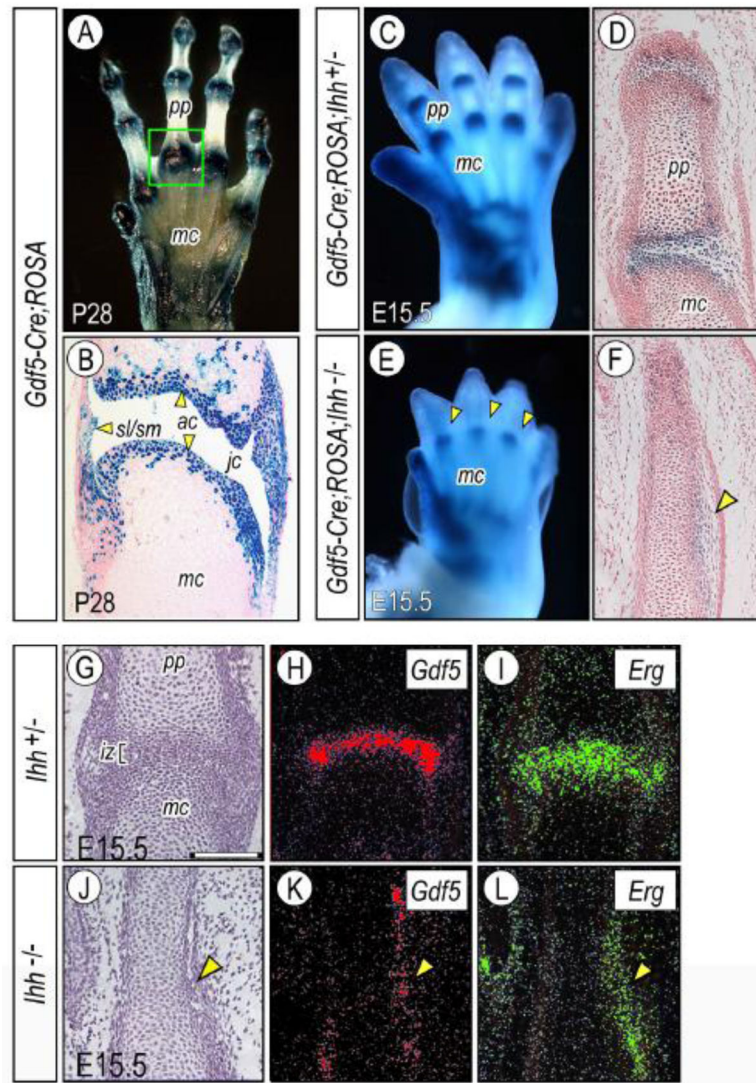 A
pp
mc
P28
Gdf5-Cre;ROSA
B
sl/sm
ac
jc
mc
P28
Gdf5-Cre;ROSA;Ihh+/-
C
pp
mc
E15.5
D
pp
mc
Gdf5-Cre;ROSA;Ihh-/-
E
mc
E15.5
F
Ihh+/-
G
pp
iz
mc
E15.5
H
Gdf5
I
Erg
Ihh-/-
J
E15.5
K
Gdf5
L
Erg